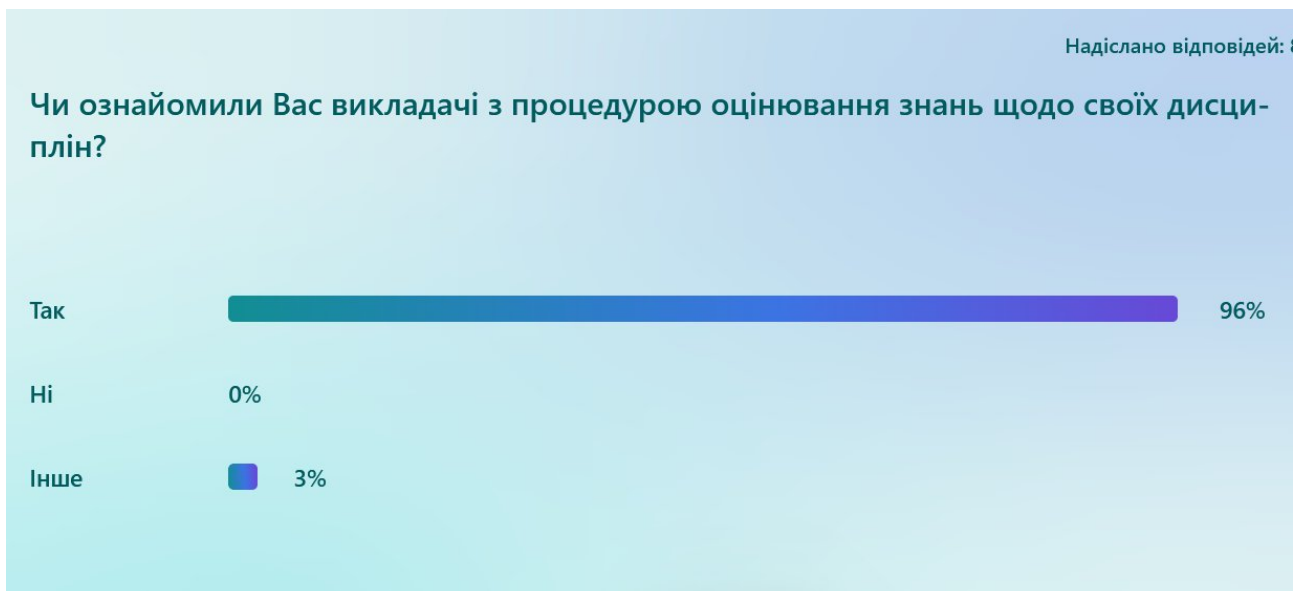 Надіслано відповідей:
Чи ознайомили Вас викладачі з процедурою оцінювання знань щодо своїх дисци-
плін?
Так 96%
Ні 0%
Інше 3%